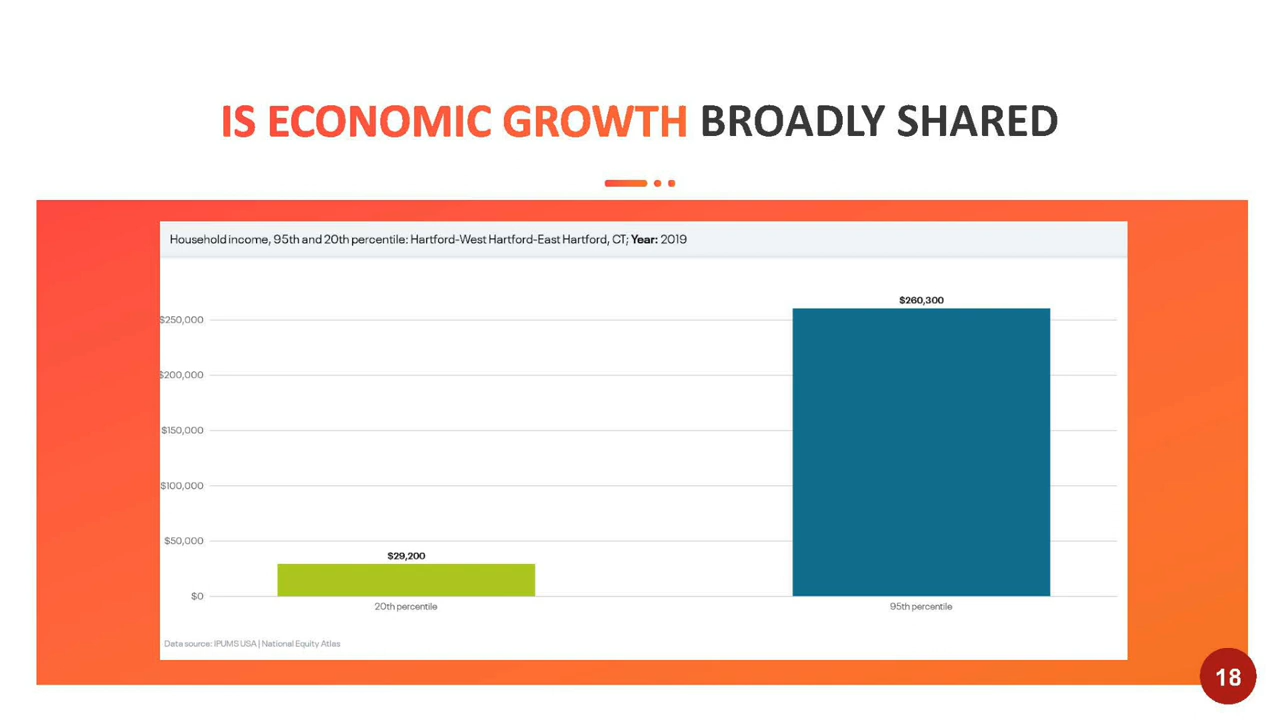 IS ECONOMIC GROWTH BROADLY SHARED
Household income, 95th and 20th percentile: Hartford-West Hartford-East Hartford, CT; Year: 2019
$260,300
$250,000
$200,000
$150,000
$100,000
$50,000
$29,200
$0
20th percentile
95th percentile
Data source: IPUMS USA | National Equity Atlas
18